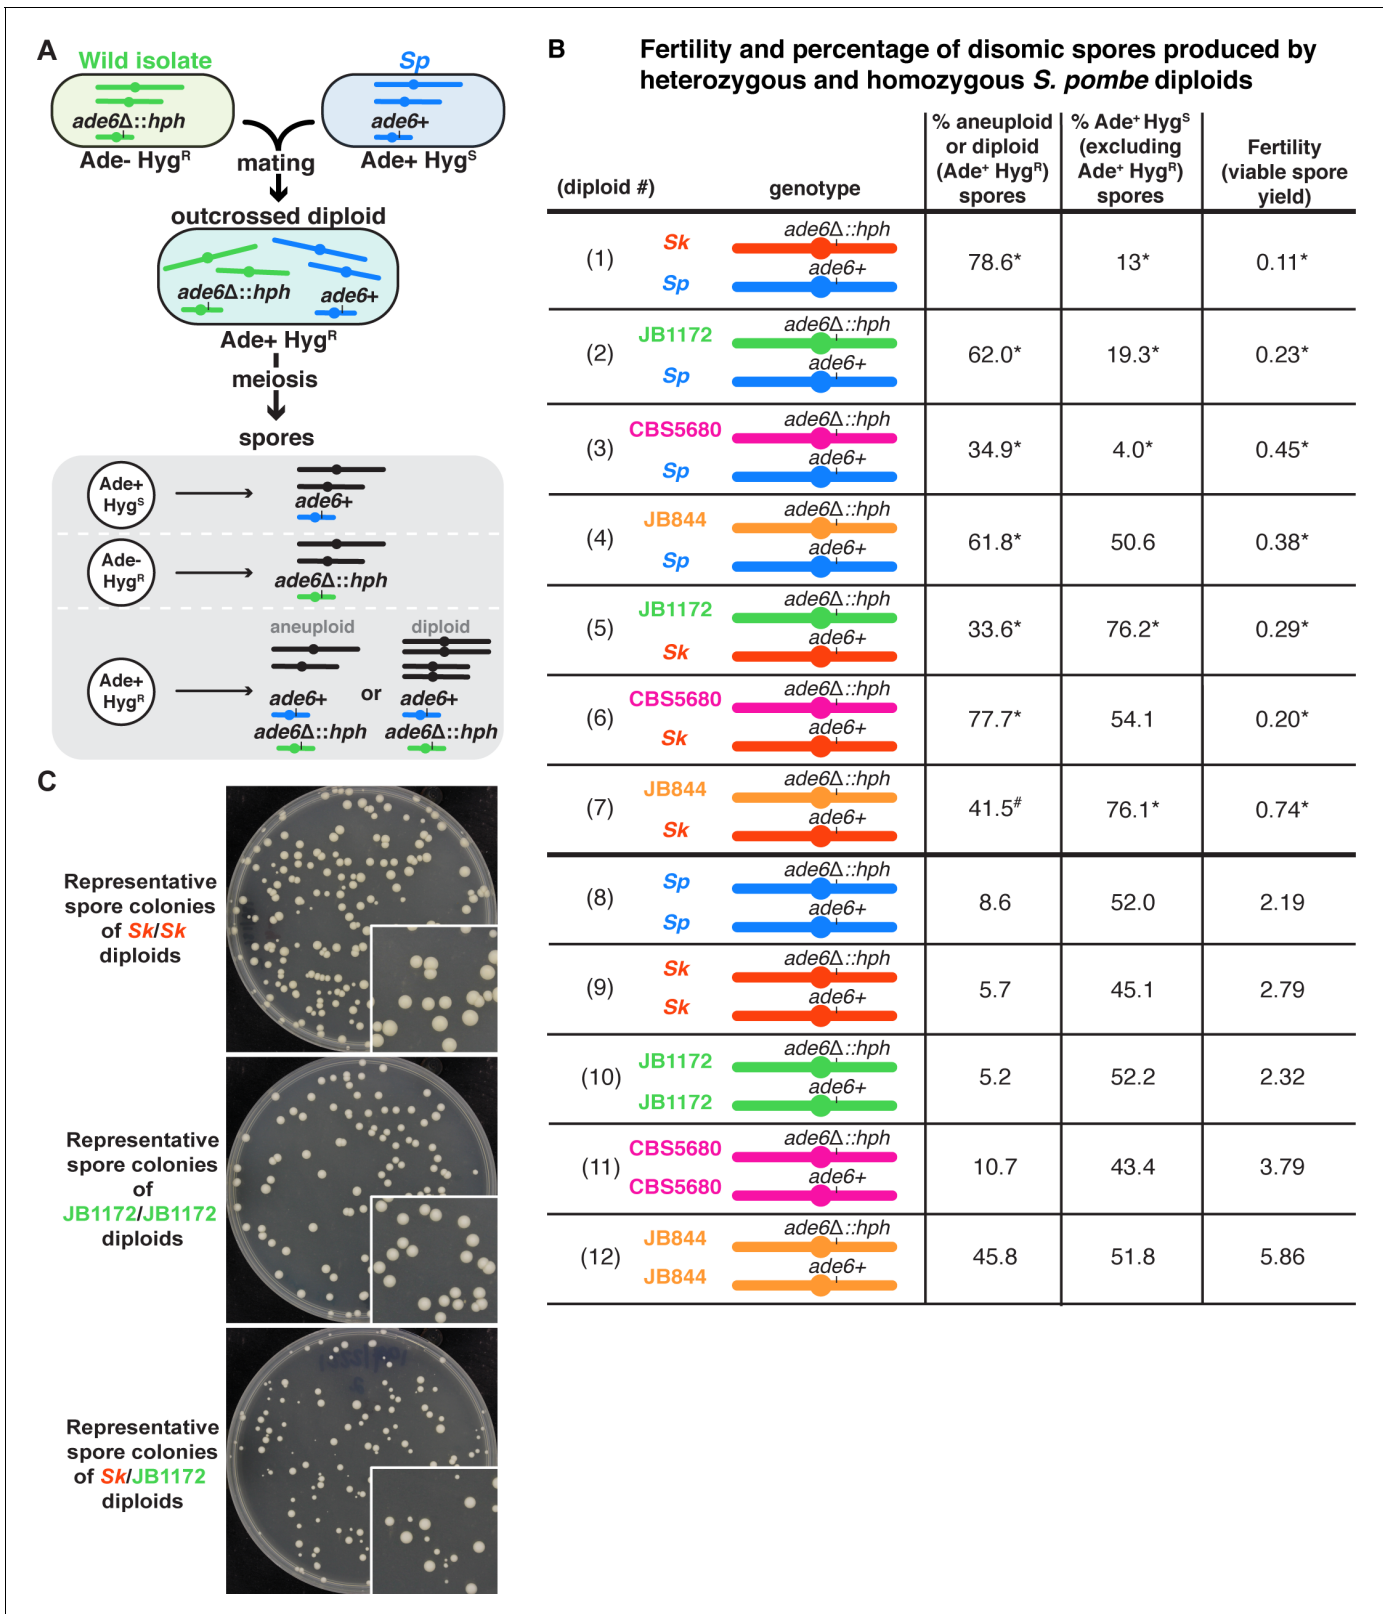 A
Wild isolate
Sp
ade6Δ::hph
ade6+
Ade- Hyg^R
Ade+ Hyg^S
mating
outcrossed diploid
ade6Δ::hph
ade6+
Ade+ Hyg^R
meiosis
spores
Ade+
Hyg^S
ade6+
Ade-
Hyg^R
ade6Δ::hph
aneuploid
diploid
Ade+
Hyg^R
ade6+
or
ade6+
ade6Δ::hph
ade6Δ::hph
B
Fertility and percentage of disomic spores produced by
heterozygous and homozygous S. pombe diploids
(diploid #)
genotype
% aneuploid
or diploid
(Ade⁺ Hyg^R)
spores
% Ade⁺ Hyg^S
(excluding
Ade⁺ Hyg^R)
spores
Fertility
(viable spore
yield)
(1)
Sk
ade6Δ::hph
Sp
ade6+
78.6*
13*
0.11*
(2)
JB1172
ade6Δ::hph
Sp
ade6+
62.0*
19.3*
0.23*
(3)
CBS5680
ade6Δ::hph
Sp
ade6+
34.9*
4.0*
0.45*
(4)
JB844
ade6Δ::hph
Sp
ade6+
61.8*
50.6
0.38*
(5)
JB1172
ade6Δ::hph
Sk
ade6+
33.6*
76.2*
0.29*
(6)
CBS5680
ade6Δ::hph
Sk
ade6+
77.7*
54.1
0.20*
(7)
JB844
ade6Δ::hph
Sk
ade6+
41.5#
76.1*
0.74*
(8)
Sp
ade6Δ::hph
Sp
ade6+
8.6
52.0
2.19
(9)
Sk
ade6Δ::hph
Sk
ade6+
5.7
45.1
2.79
(10)
JB1172
ade6Δ::hph
JB1172
ade6+
5.2
52.2
2.32
(11)
CBS5680
ade6Δ::hph
CBS5680
ade6+
10.7
43.4
3.79
(12)
JB844
ade6Δ::hph
JB844
ade6+
45.8
51.8
5.86
C
Representative
spore colonies
of Sk/Sk
diploids
Representative
spore colonies
of
JB1172/JB1172
diploids
Representative
spore colonies
of Sk/JB1172
diploids